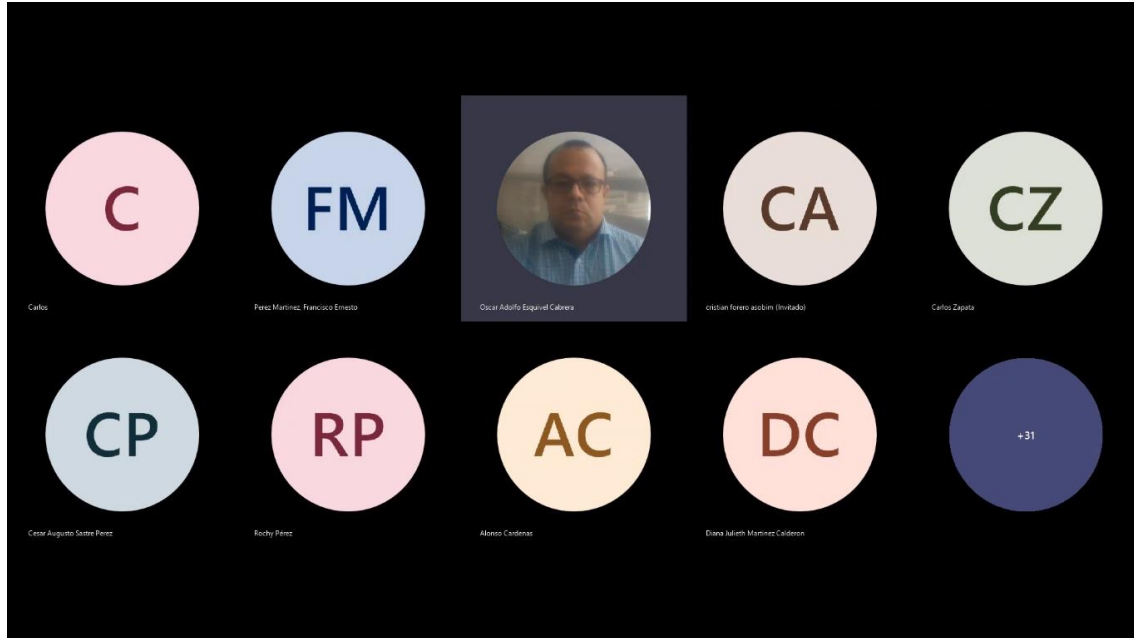 C
FM
CA
CZ
Carlos
Perez Martinez, Francisco Ernesto
Oscar Adolfo Esquivel Cabrera
cristian forero asobim (Invitado)
Carlos Zapata
CP
RP
AC
DC
+31
Cesar Augusto Sastre Perez
Rochy Pérez
Alonso Cardenas
Diana Julieth Martinez Calderon